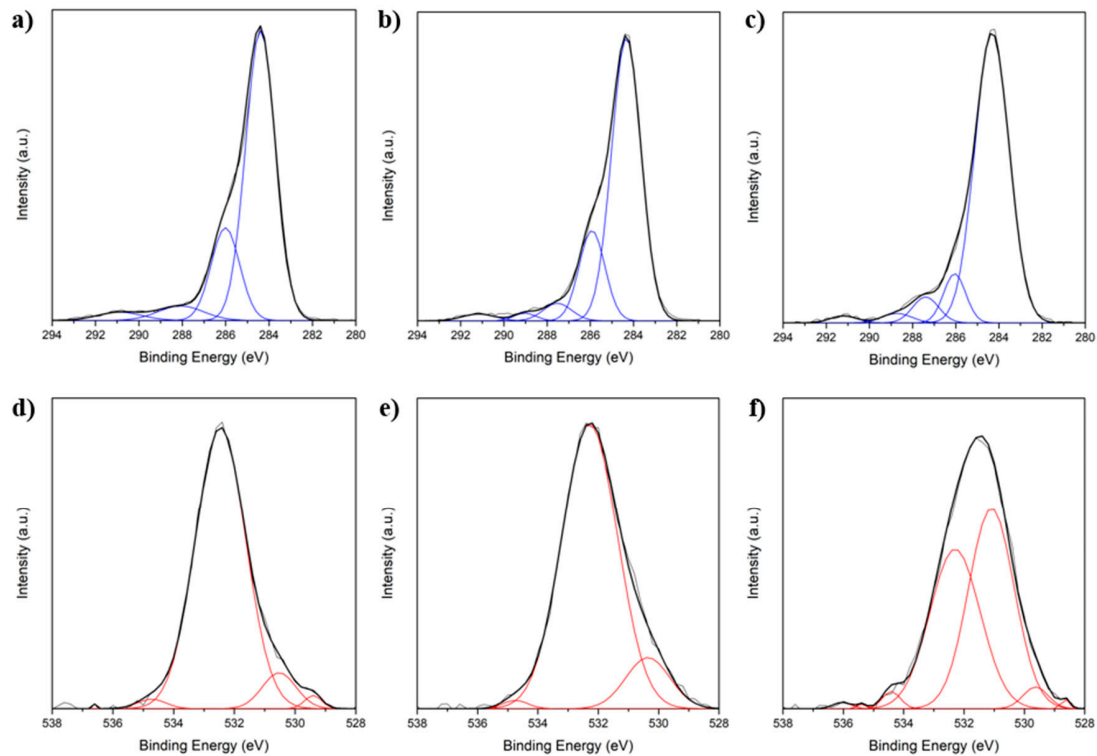 a)
b)
c)
Intensity (a.u.)
Intensity (a.u.)
Intensity (a.u.)
294 292 290 288 286 284 282 280
294 292 290 288 286 284 282 280
294 292 290 288 286 284 282 280
Binding Energy (eV)
Binding Energy (eV)
Binding Energy (eV)
d)
e)
f)
Intensity (a.u.)
Intensity (a.u.)
Intensity (a.u.)
538 536 534 532 530 528
538 536 534 532 530 528
538 536 534 532 530 528
Binding Energy (eV)
Binding Energy (eV)
Binding Energy (eV)